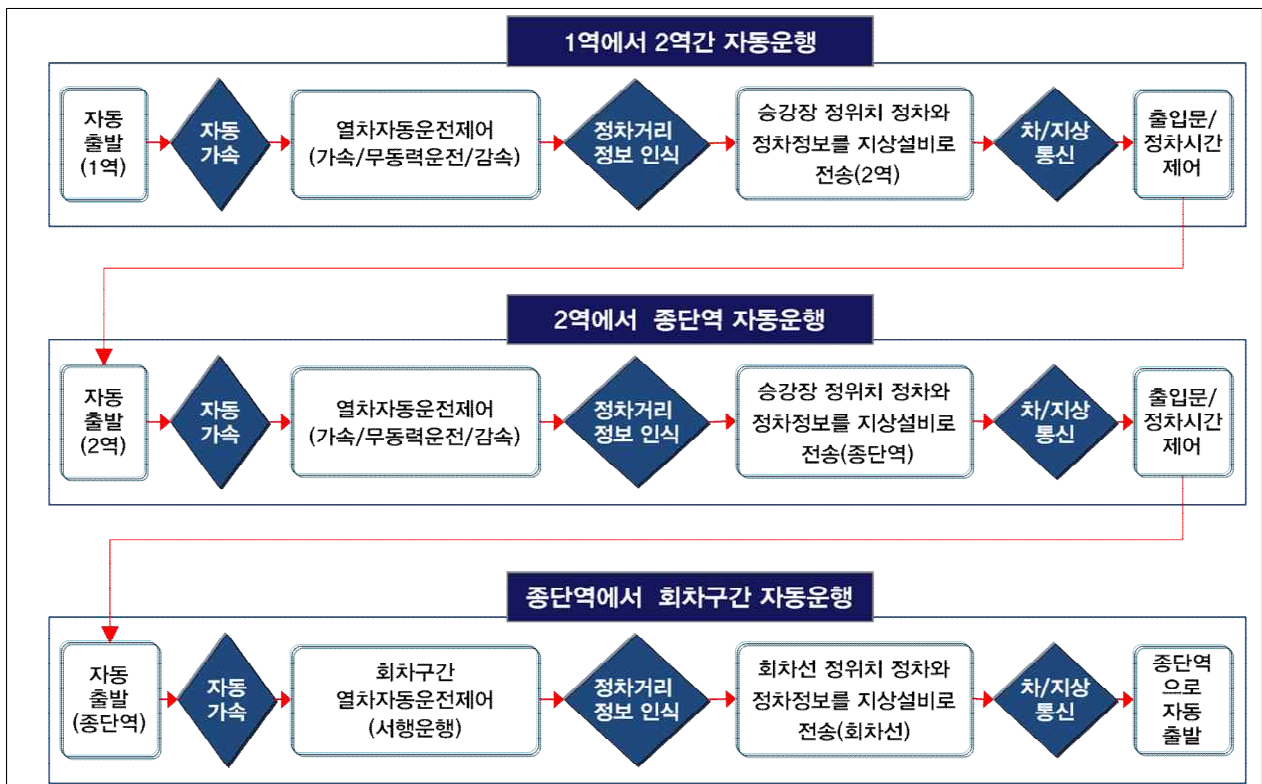 1역에서 2역간 자동운행
자동
출발
(1역)
자동
가속
열차자동운전제어
(가속/무동력운전/감속)
정차거리
정보 인식
승강장 정위치 정차와
정차정보를 지상설비로
전송(2역)
차/지상
통신
출입문/
정차시간
제어
2역에서 종단역 자동운행
자동
출발
(2역)
자동
가속
열차자동운전제어
(가속/무동력운전/감속)
정차거리
정보 인식
승강장 정위치 정차와
정차정보를 지상설비로
전송(종단역)
차/지상
통신
출입문/
정차시간
제어
종단역에서 회차구간 자동운행
자동
출발
(종단역)
자동
가속
회차구간
열차자동운전제어
(서행운행)
정차거리
정보 인식
회차선 정위치 정차와
정차정보를 지상설비로
전송(회차선)
차/지상
통신
종단역
으로
자동
출발